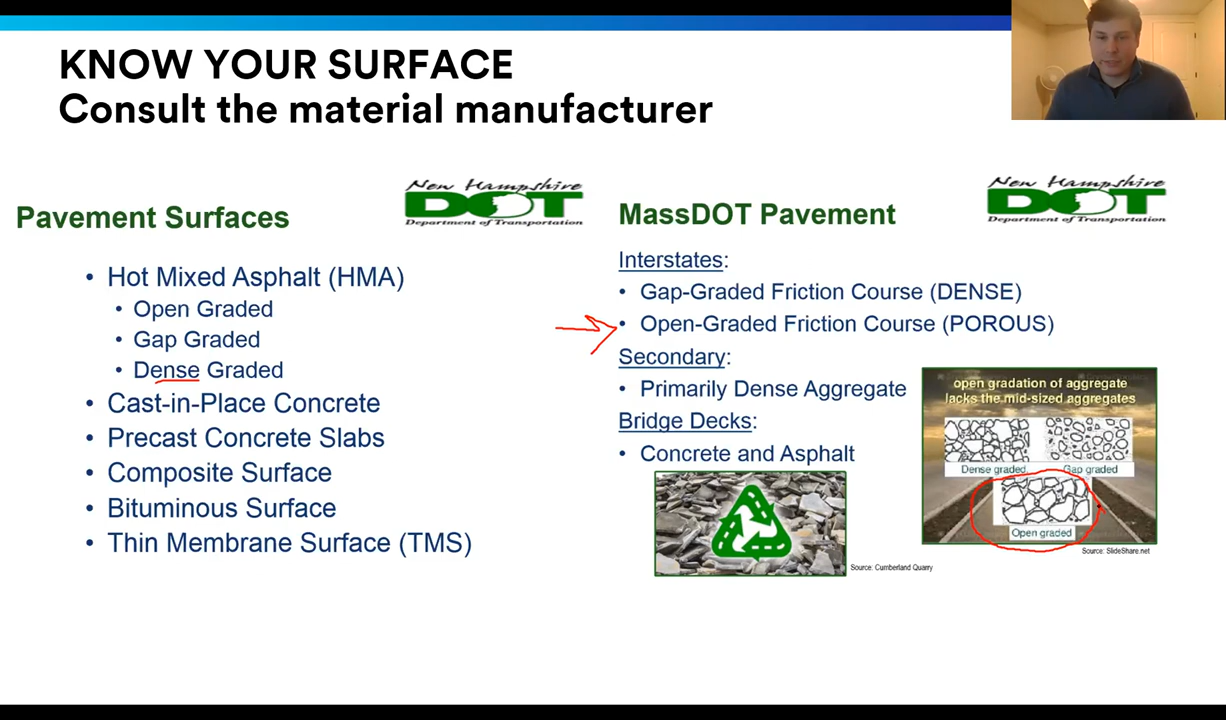 KNOW YOUR SURFACE
Consult the material manufacturer
New Hampshire
DOT
Department of Transportation
Pavement Surfaces
• Hot Mixed Asphalt (HMA)
• Open Graded
• Gap Graded
• Dense Graded
• Cast-in-Place Concrete
• Precast Concrete Slabs
• Composite Surface
• Bituminous Surface
• Thin Membrane Surface (TMS)
New Hampshire
DOT
Department of Transportation
MassDOT Pavement
Interstates:
• Gap-Graded Friction Course (DENSE)
• Open-Graded Friction Course (POROUS)
Secondary:
• Primarily Dense Aggregate
Bridge Decks:
• Concrete and Asphalt
Source: Cumberland Quarry
open gradation of aggregate
lacks the mid-sized aggregates
Dense graded
Gap graded
Open graded
Source: SlideShare.net